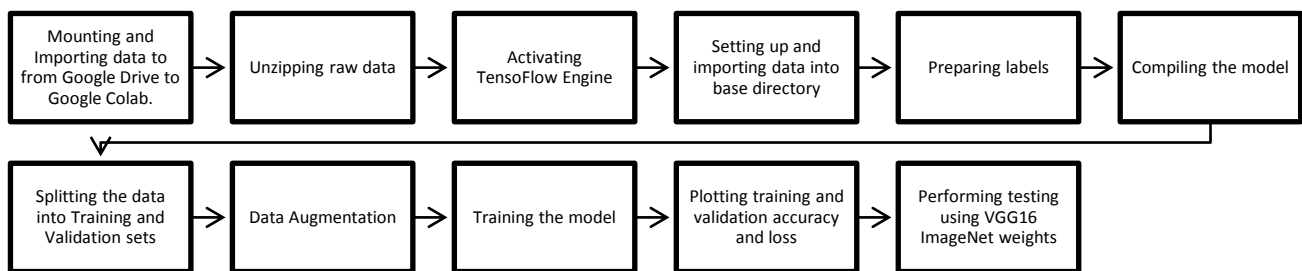 Mounting and
Importing data to
from Google Drive to
Google Colab.
Unzipping raw data
Activating
TensoFlow Engine
Setting up and
importing data into
base directory
Preparing labels
Compiling the model
Splitting the data
into Training and
Validation sets
Data Augmentation
Training the model
Plotting training and
validation accuracy
and loss
Performing testing
using VGG16
ImageNet weights